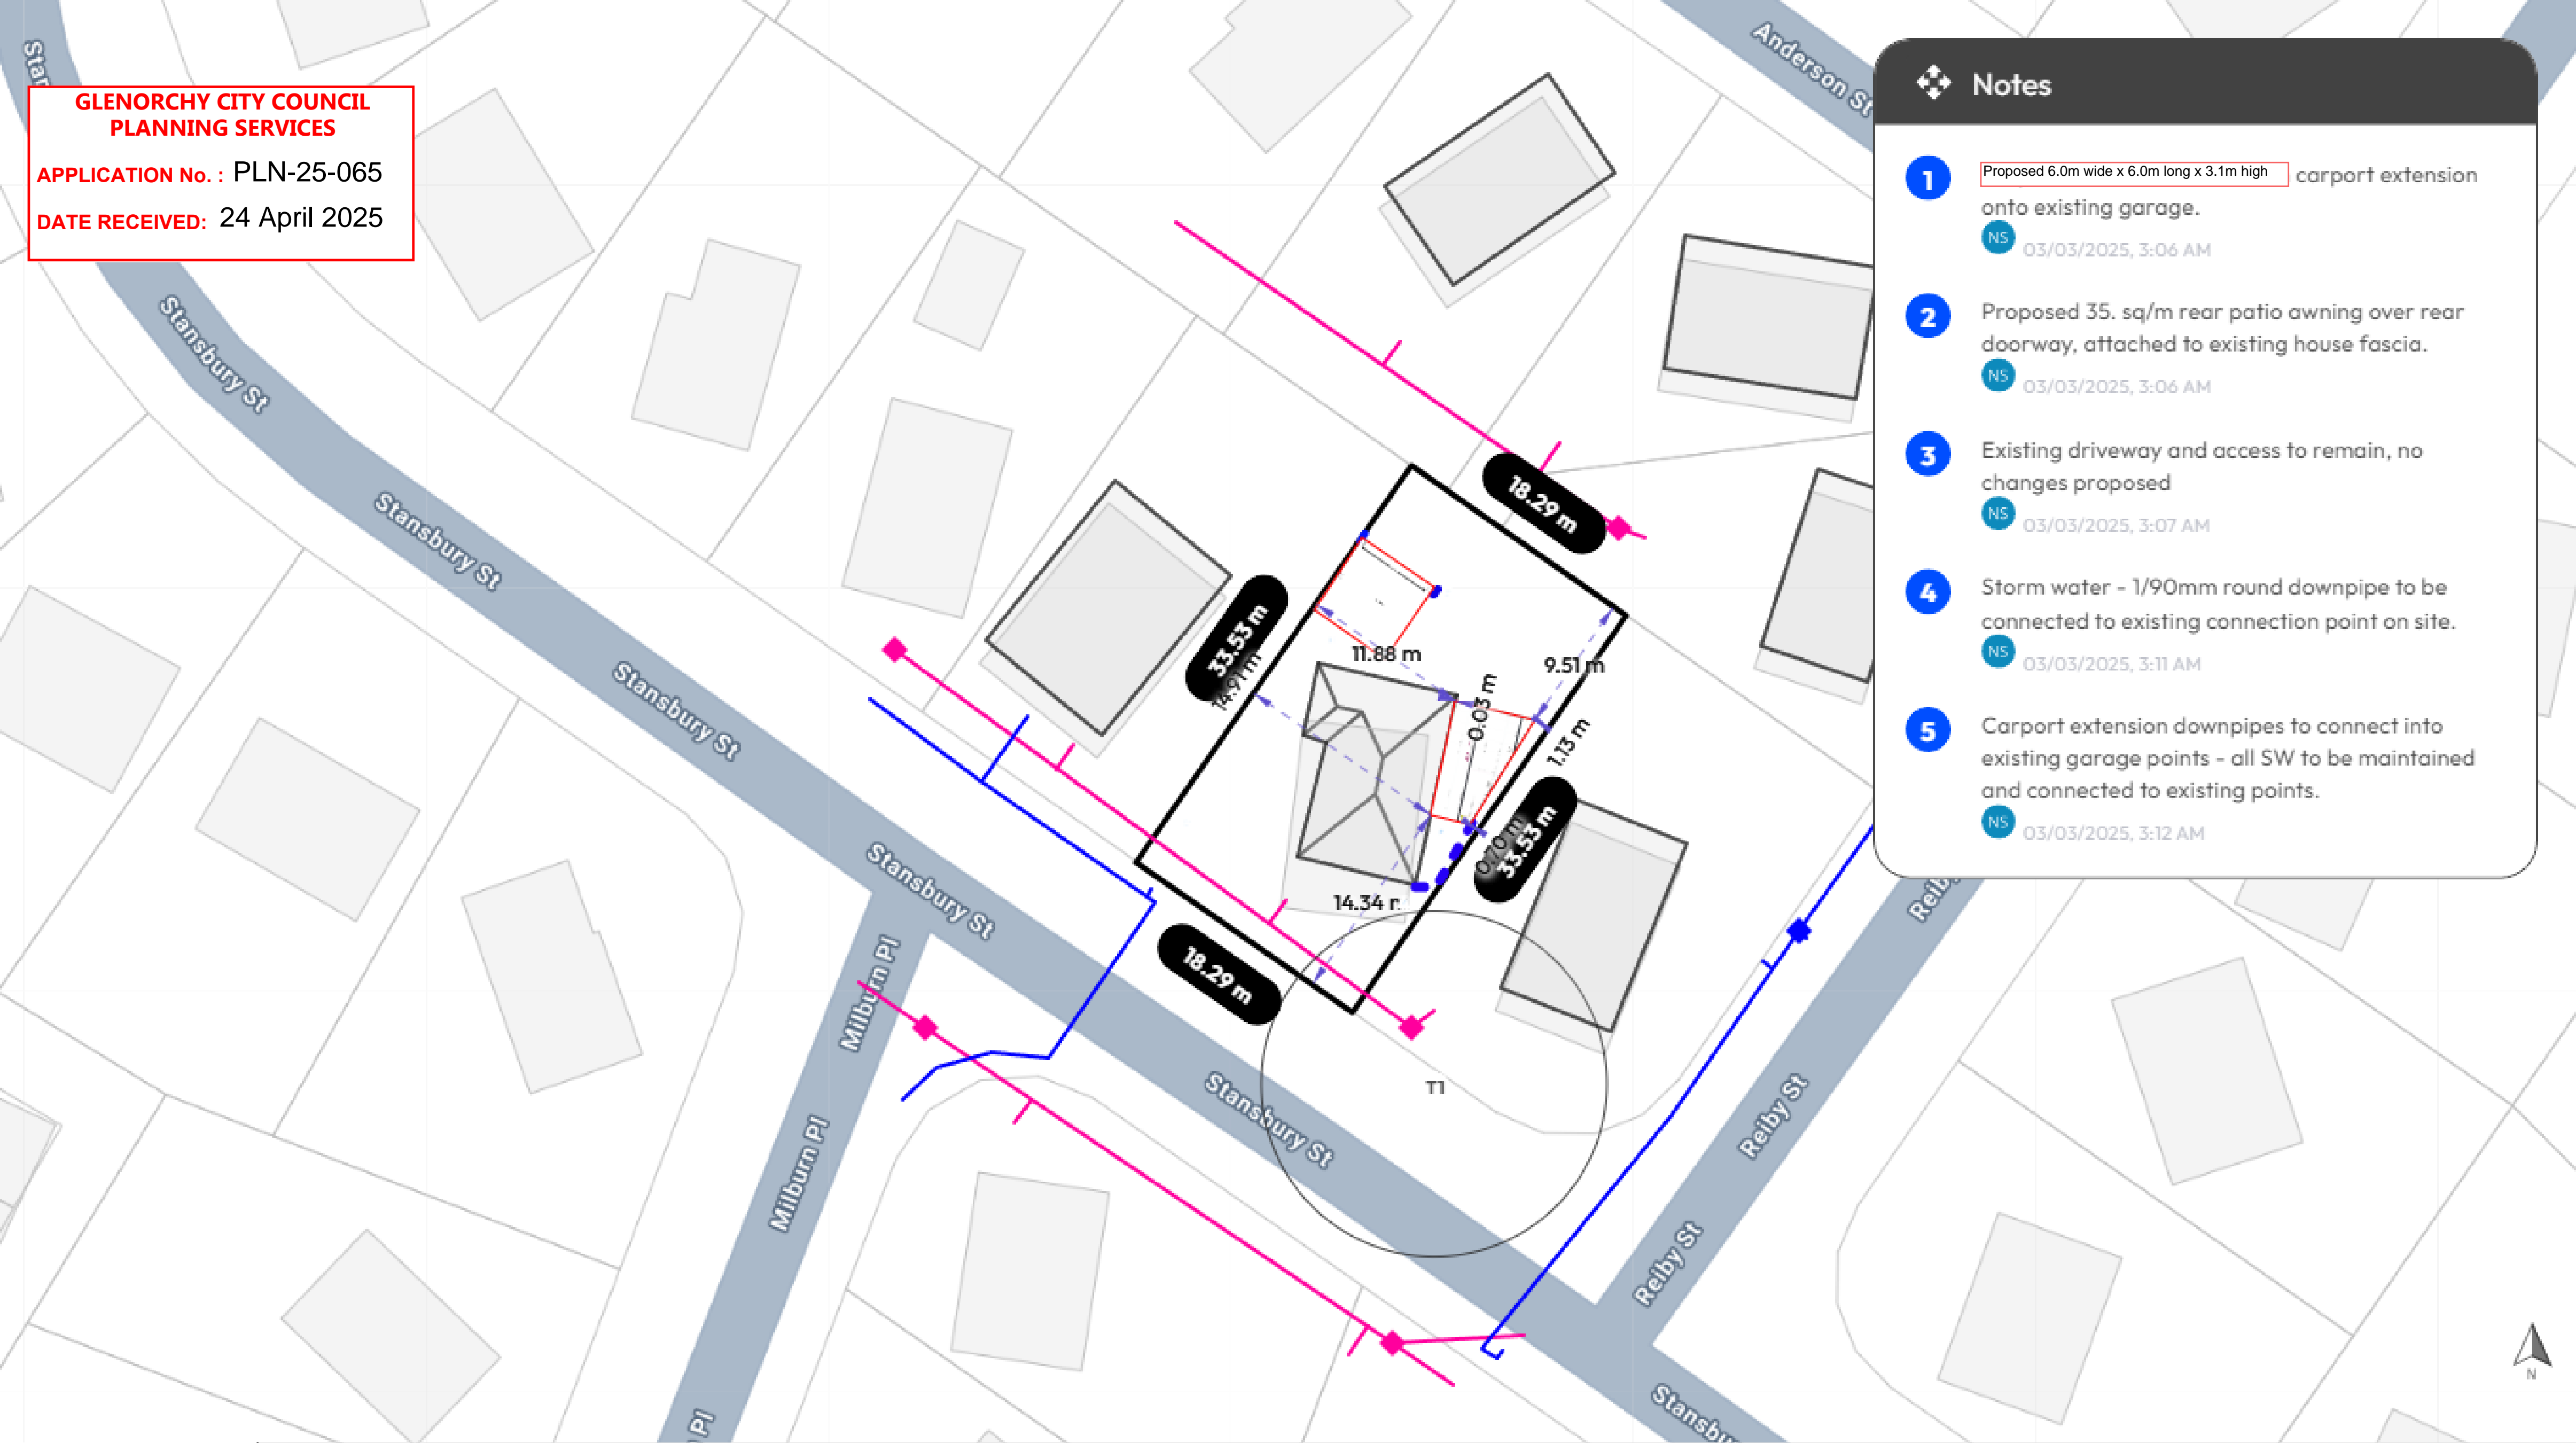 Anderson St
Star
GLENORCHY CITY COUNCIL
PLANNING SERVICES
APPLICATION No. : PLN-25-065
DATE RECEIVED: 24 April 2025
Notes
1
Proposed 6.0m wide x 6.0m long x 3.1m high carport extension
onto existing garage.
NS 03/03/2025, 3:06 AM
2
Proposed 35. sq/m rear patio awning over rear
doorway, attached to existing house fascia.
NS 03/03/2025, 3:06 AM
3
Existing driveway and access to remain, no
changes proposed
NS 03/03/2025, 3:07 AM
4
Storm water - 1/90mm round downpipe to be
connected to existing connection point on site.
NS 03/03/2025, 3:11 AM
5
Carport extension downpipes to connect into
existing garage points - all SW to be maintained
and connected to existing points.
NS 03/03/2025, 3:12 AM
Stansbury St
Stansbury St
Stansbury St
Stansbury St
Stansbury St
Stansbu
18.29 m
33.53 m
14.91 m
11.88 m
9.51 m
0.03 m
1.13 m
0.70 m
33.53 m
14.34 r
18.29 m
T1
Milburn Pl
Milburn Pl
Pl
Reiby
Reiby St
Reiby St
N